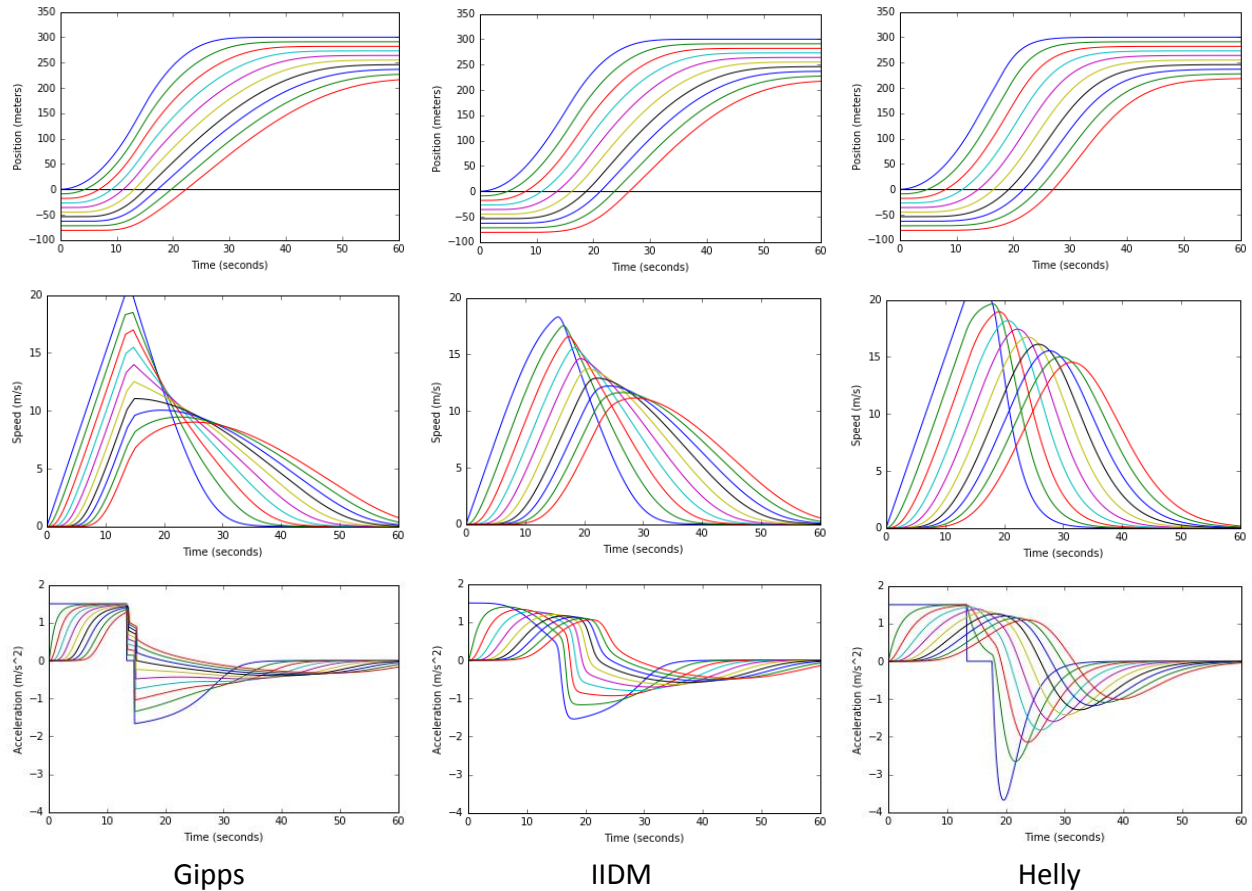 350
300
250
200
150
100
50
0
−50
−100
Position (meters)
0 10 20 30 40 50 60
Time (seconds)
350
300
250
200
150
100
50
0
−50
−100
Position (meters)
0 10 20 30 40 50 60
Time (seconds)
350
300
250
200
150
100
50
0
−50
−100
Position (meters)
0 10 20 30 40 50 60
Time (seconds)
20
15
10
5
0
Speed (m/s)
0 10 20 30 40 50 60
Time (seconds)
20
15
10
5
0
Speed (m/s)
0 10 20 30 40 50 60
Time (seconds)
20
15
10
5
0
Speed (m/s)
0 10 20 30 40 50 60
Time (seconds)
2
1
0
−1
−2
−3
−4
Acceleration (m/s^2)
0 10 20 30 40 50 60
Time (seconds)
2
1
0
−1
−2
−3
−4
Acceleration (m/s^2)
0 10 20 30 40 50 60
Time (seconds)
2
1
0
−1
−2
−3
−4
Acceleration (m/s^2)
0 10 20 30 40 50 60
Time (seconds)
Gipps
IIDM
Helly